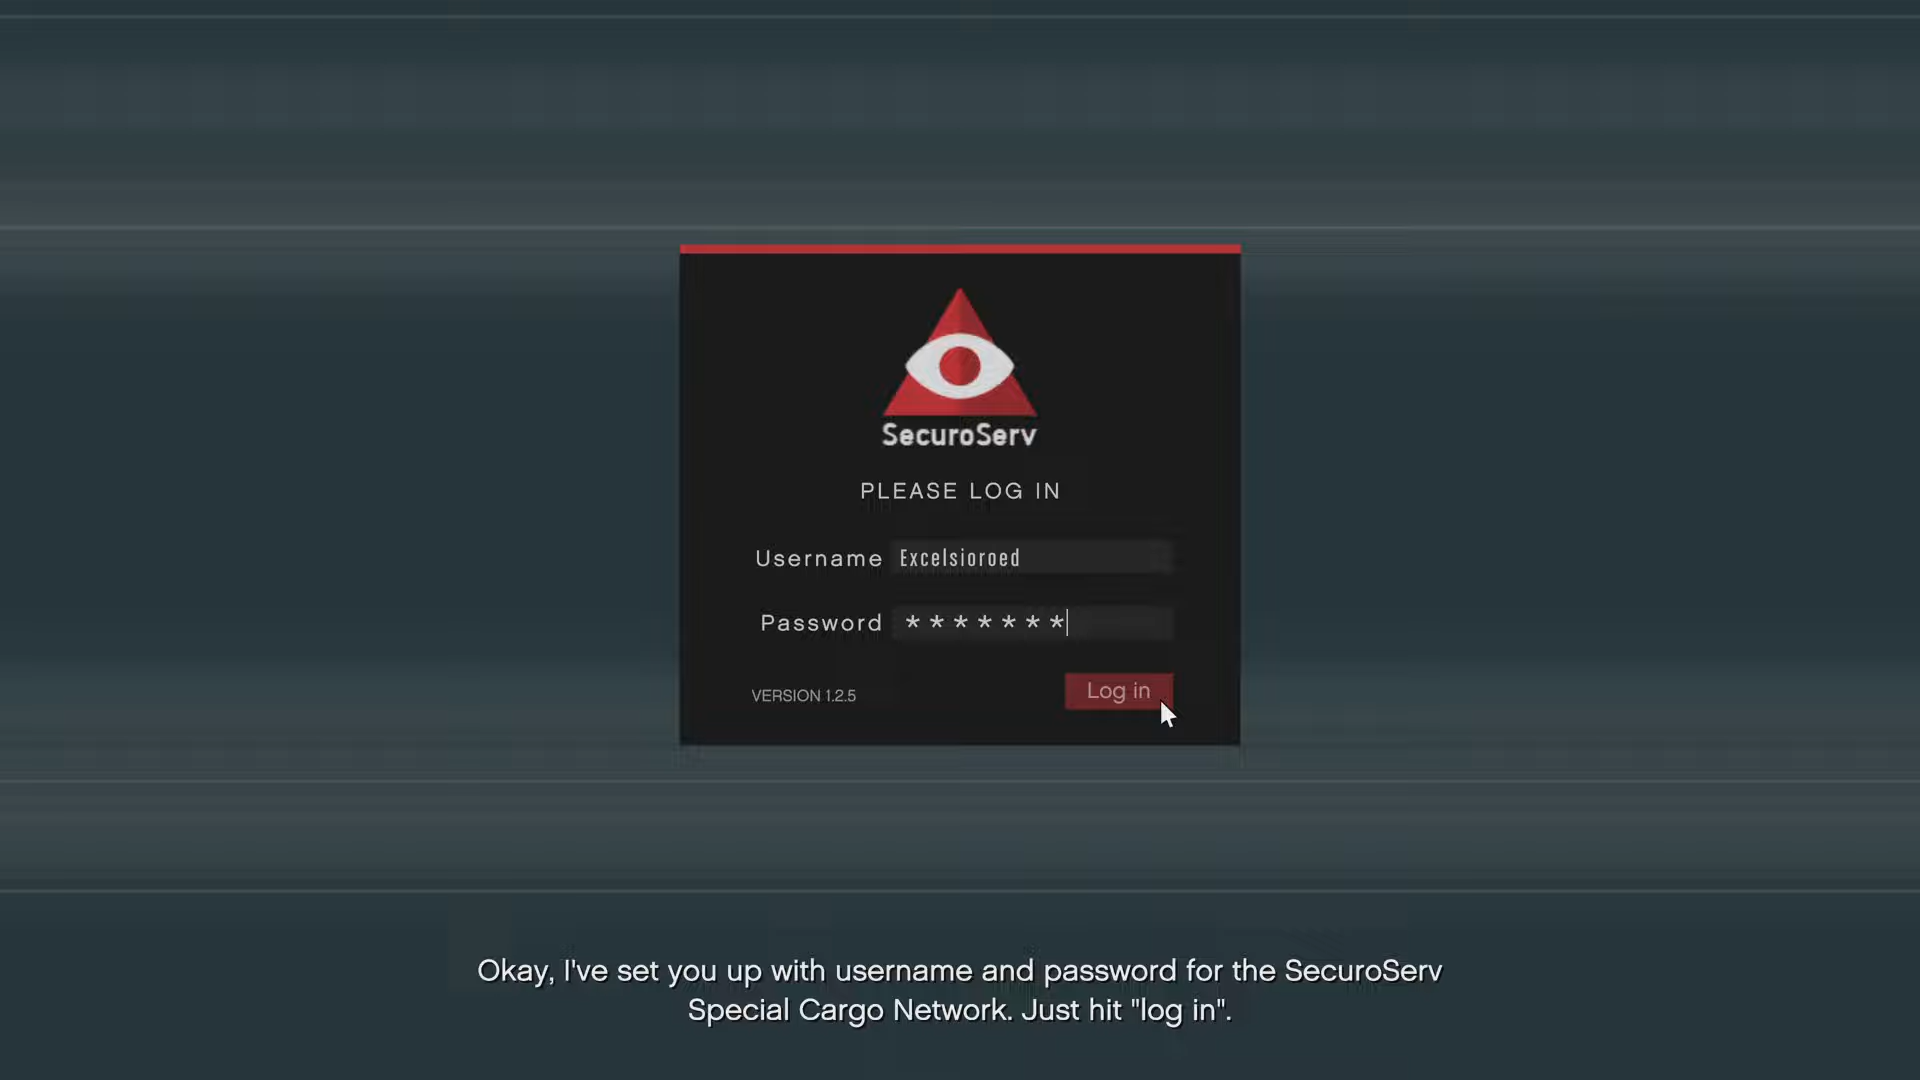 SecuroServ
PLEASE LOG IN
Username Excelsioroed
Password *******
VERSION 1.2.5 Log in
Okay, I've set you up with username and password for the SecuroServ
Special Cargo Network. Just hit "log in".